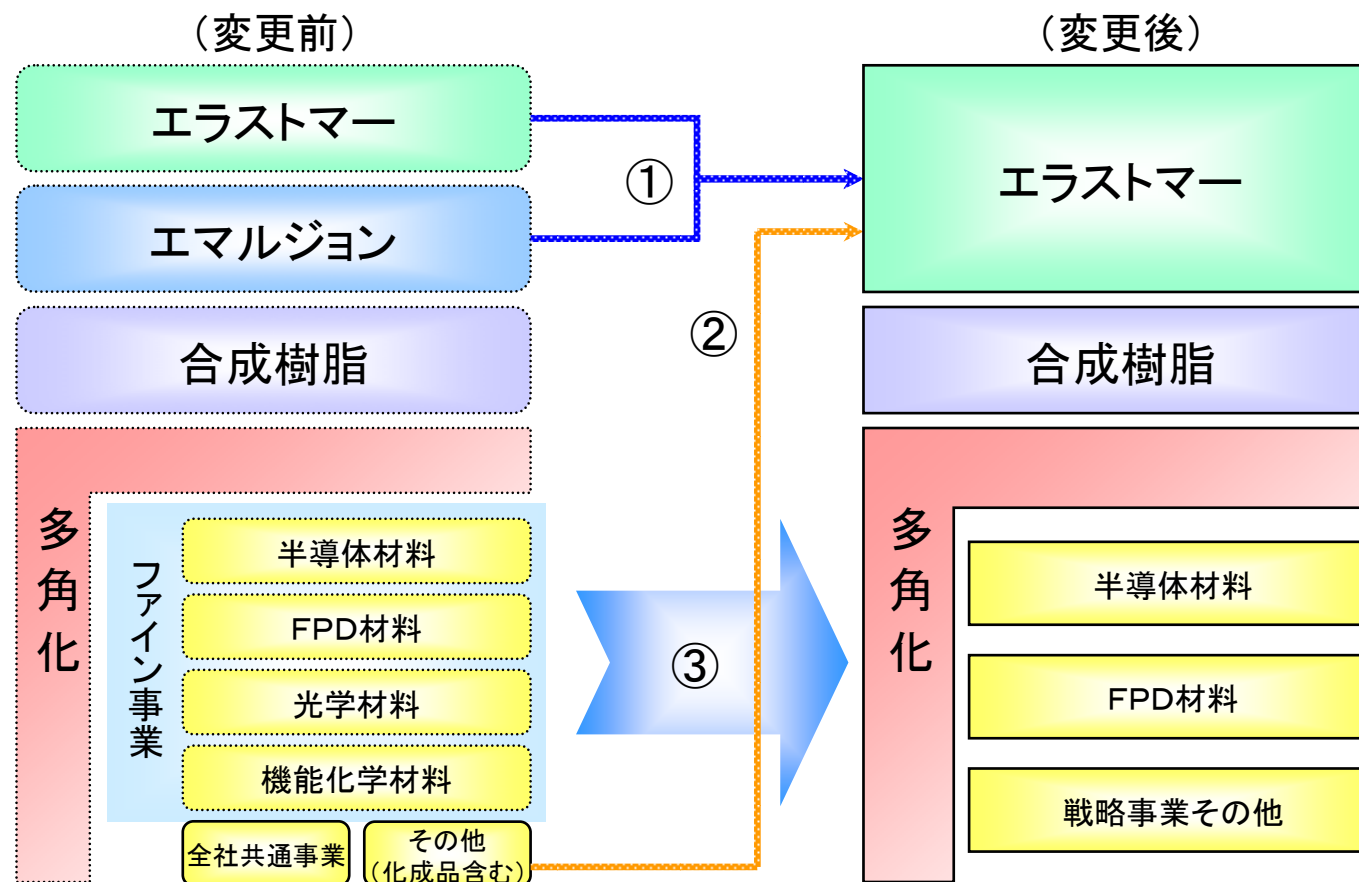 （変更前）
エラストマー
エマルジョン
合成樹脂
多角化
ファイン事業
半導体材料
ＦＰＤ材料
光学材料
機能化学材料
全社共通事業
その他
（化成品含む）
①
②
③
（変更後）
エラストマー
合成樹脂
多角化
半導体材料
ＦＰＤ材料
戦略事業その他